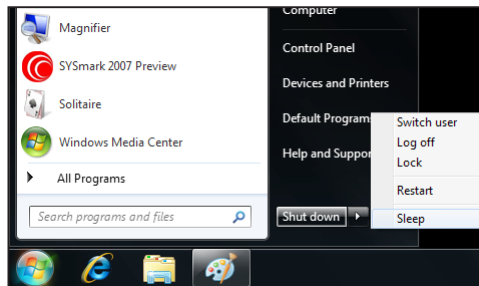 Magnifier
SYSmark 2007 Preview
Solitaire
Windows Media Center
All Programs
Search programs and files
Computer
Control Panel
Devices and Printers
Default Program
Help and Suppor
Shut down
Switch user
Log off
Lock
Restart
Sleep